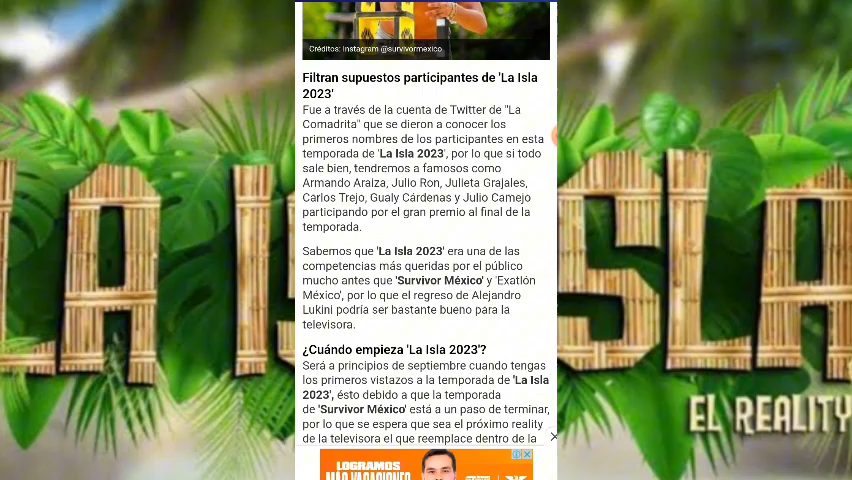 Créditos: Instagram @survivormexico
Filtran supuestos participantes de 'La Isla
2023'
Fue a través de la cuenta de Twitter de "La
Comadrita" que se dieron a conocer los
primeros nombres de los participantes en esta
temporada de 'La Isla 2023', por lo que si todo
sale bien, tendremos a famosos como
Armando Araiza, Julio Ron, Julieta Grajales,
Carlos Trejo, Gualy Cárdenas y Julio Camejo
participando por el gran premio al final de la
temporada.
Sabemos que 'La Isla 2023' era una de las
competencias más queridas por el público
mucho antes que 'Survivor México' y 'Exatlón
México', por lo que el regreso de Alejandro
Lukini podría ser bastante bueno para la
televisora.
¿Cuándo empieza 'La Isla 2023'?
Será a principios de septiembre cuando tengas
los primeros vistazos a la temporada de 'La Isla
2023', ésto debido a que la temporada
de 'Survivor México' está a un paso de terminar,
por lo que se espera que sea el próximo reality
de la televisora el que reemplace dentro de la
LOGRAMOS
MÁS VACACIONES
LA IS
SLA
EL REALITY